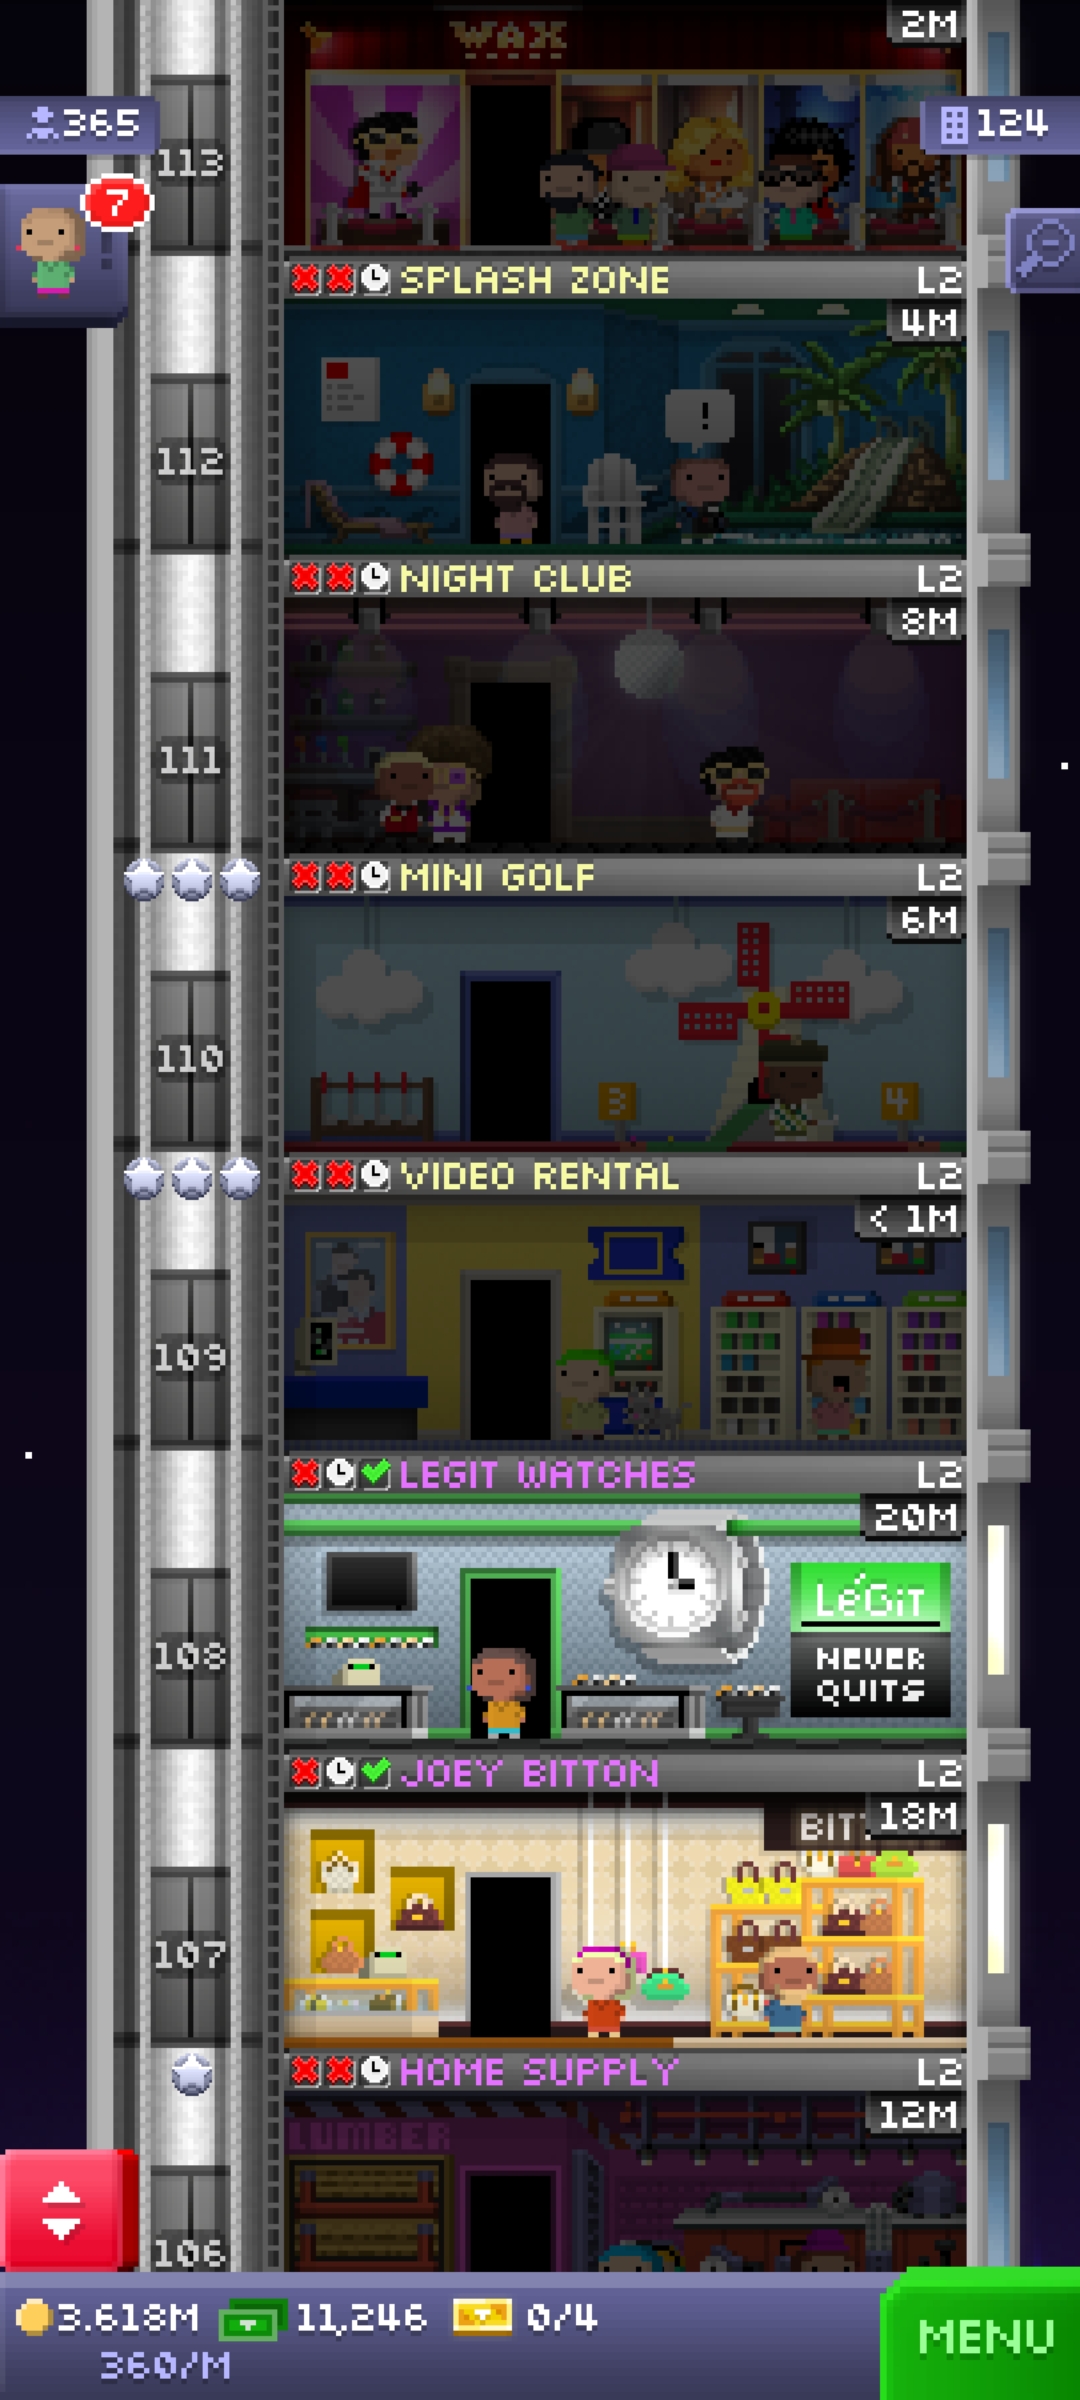 WAX
2M
365
124
113
7
SPLASH ZONE L2
4M
!
112
NIGHT CLUB L2
8M
111
MINI GOLF L2
6M
110
3
4
VIDEO RENTAL L2
< 1M
109
LEGIT WATCHES L2
20M
LéGiT
NEVER
QUITS
108
JOEY BITTON L2
18M
BIT
107
HOME SUPPLY L2
12M
LUMBER
106
3.618M 11,246 0/4
360/M
MENU